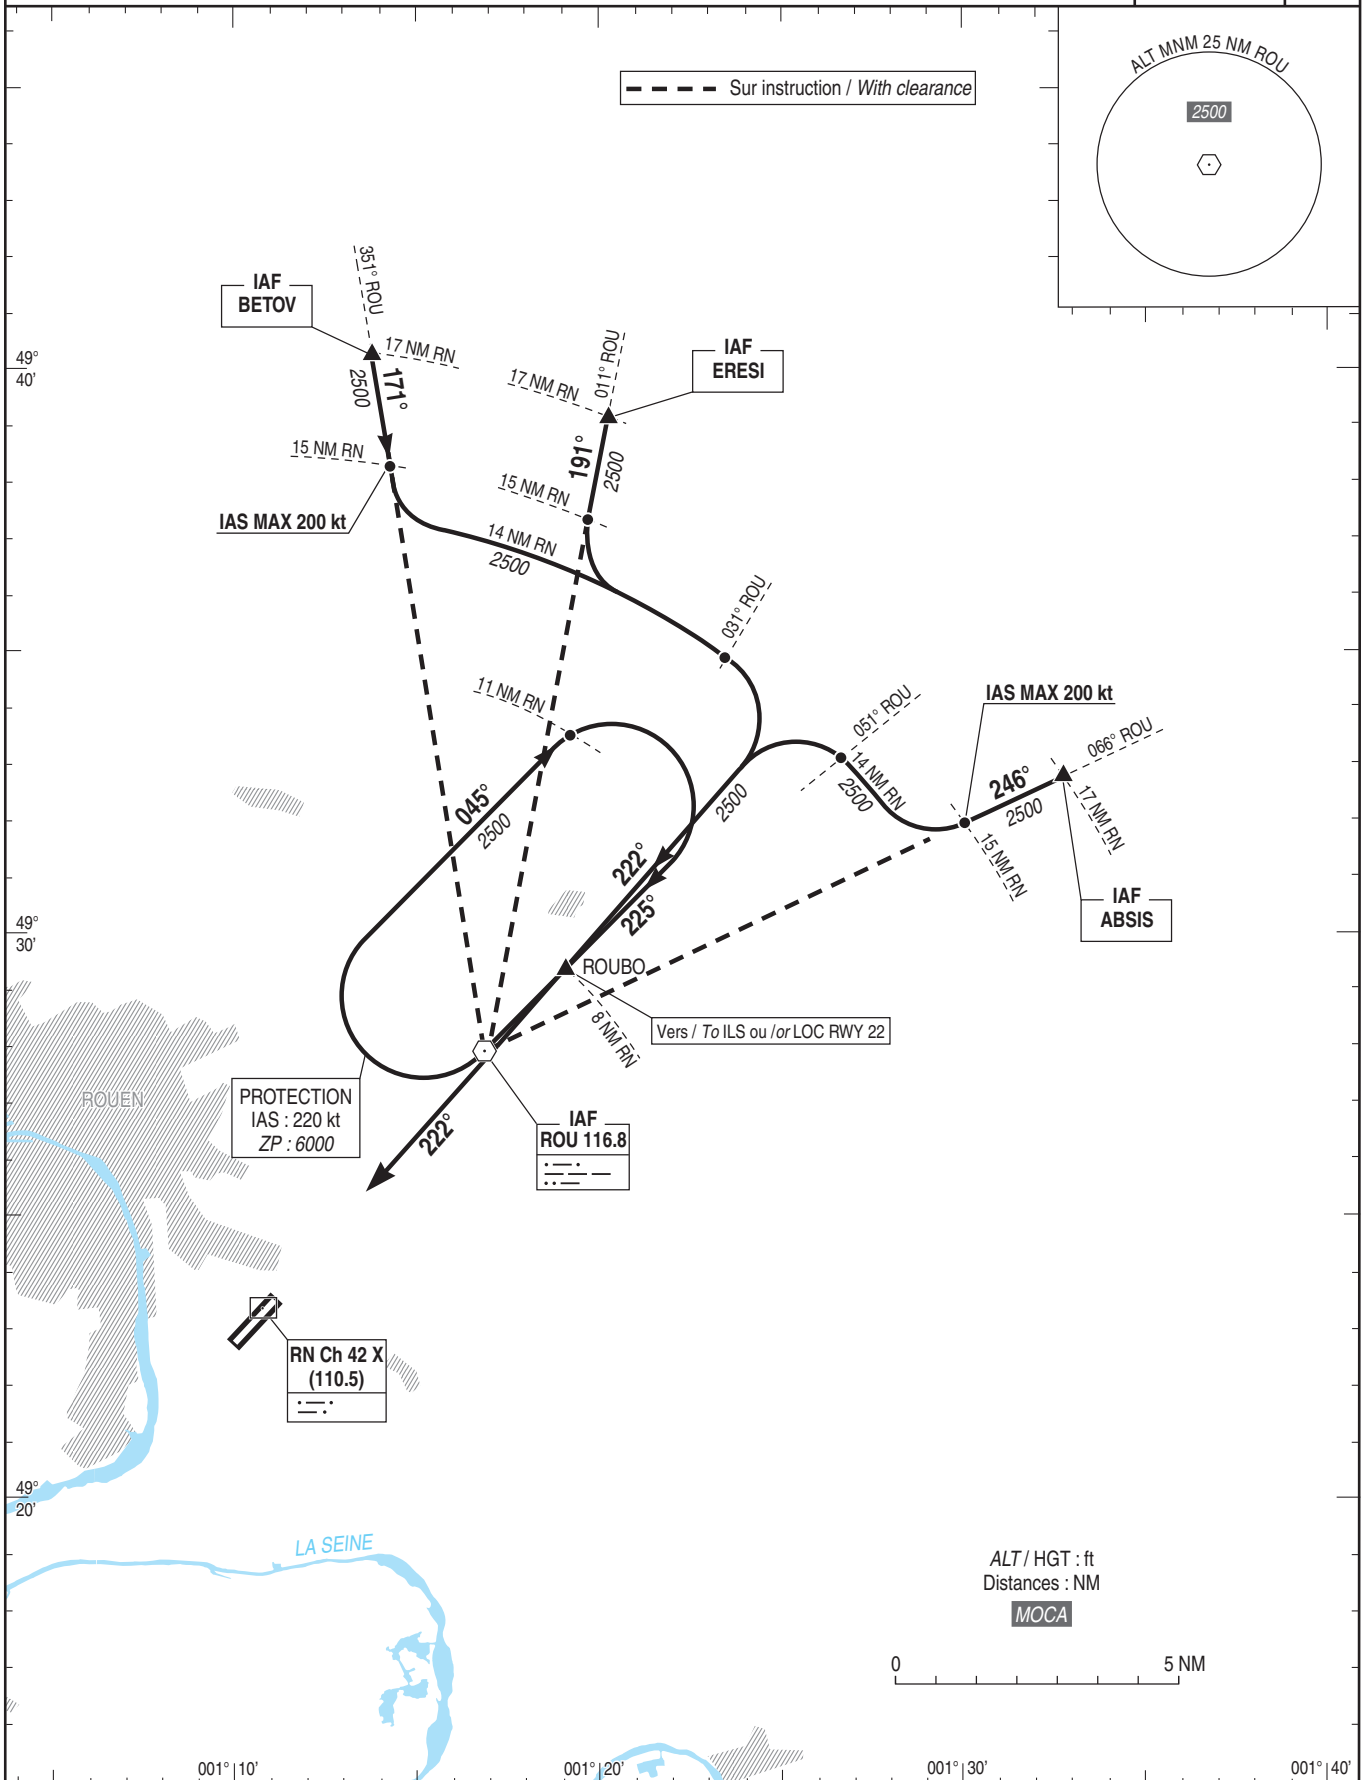 Sur instruction / With clearance
ALT MNM 25 NM ROU
2500
351° ROU
IAF
BETOV
17 NM RN
49°
40'
171°
2500
15 NM RN
IAS MAX 200 kt
011° ROU
17 NM RN
IAF
ERESI
191°
2500
15 NM RN
14 NM RN
2500
031° ROU
11 NM RN
045°
2500
IAS MAX 200 kt
051° ROU
066° ROU
14 NM RN
2500
246°
2500
17 NM RN
15 NM RN
2500
222°
225°
IAF
ABSIS
49°
30'
ROUBO
8 NM RN
Vers / To ILS ou /or LOC RWY 22
ROUEN
PROTECTION
IAS : 220 kt
ZP : 6000
222°
IAF
ROU 116.8
RN Ch 42 X
(110.5)
49°
20'
LA SEINE
ALT / HGT : ft
Distances : NM
MOCA
0
5 NM
001° 10'
001° 20'
001° 30'
001° 40'